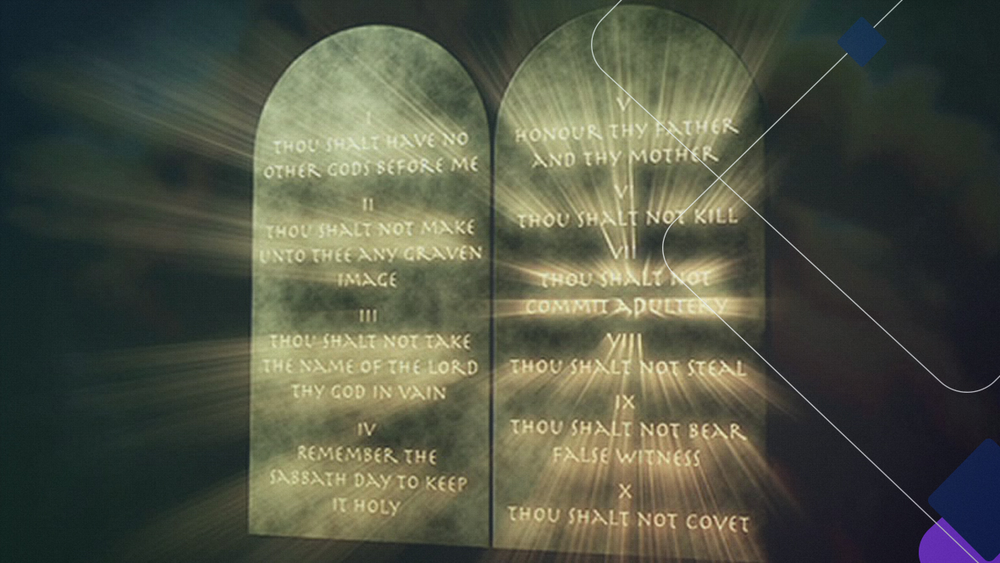 I
THOU SHALT HAVE NO
OTHER GODS BEFORE ME
II
THOU SHALT NOT MAKE
UNTO THEE ANY GRAVEN
IMAGE
III
THOU SHALT NOT TAKE
THE NAME OF THE LORD
THY GOD IN VAIN
IV
REMEMBER THE
SABBATH DAY TO KEEP
IT HOLY
V
HONOUR THY FATHER
AND THY MOTHER
VI
THOU SHALT NOT KILL
VII
THOU SHALT NOT
COMMIT ADULTERY
VIII
THOU SHALT NOT STEAL
IX
THOU SHALT NOT BEAR
FALSE WITNESS
X
THOU SHALT NOT COVET